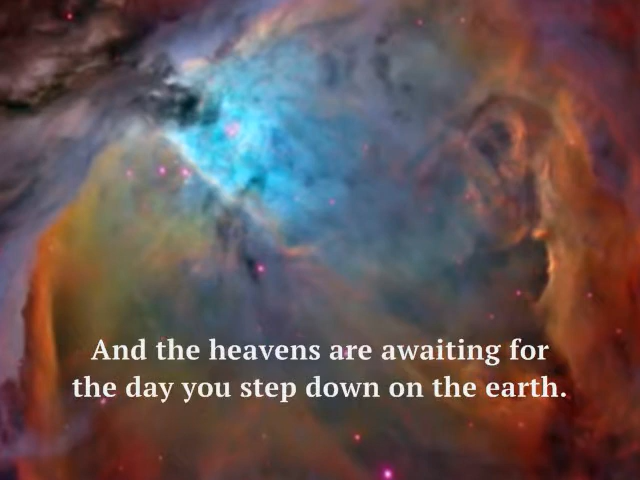 And the heavens are awaiting for
the day you step down on the earth.